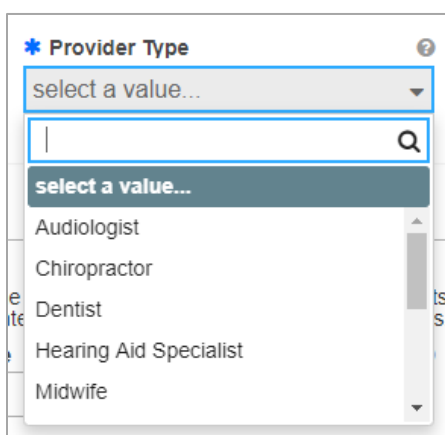 ✱ Provider Type
select a value...
select a value...
Audiologist
Chiropractor
Dentist
Hearing Aid Specialist
Midwife